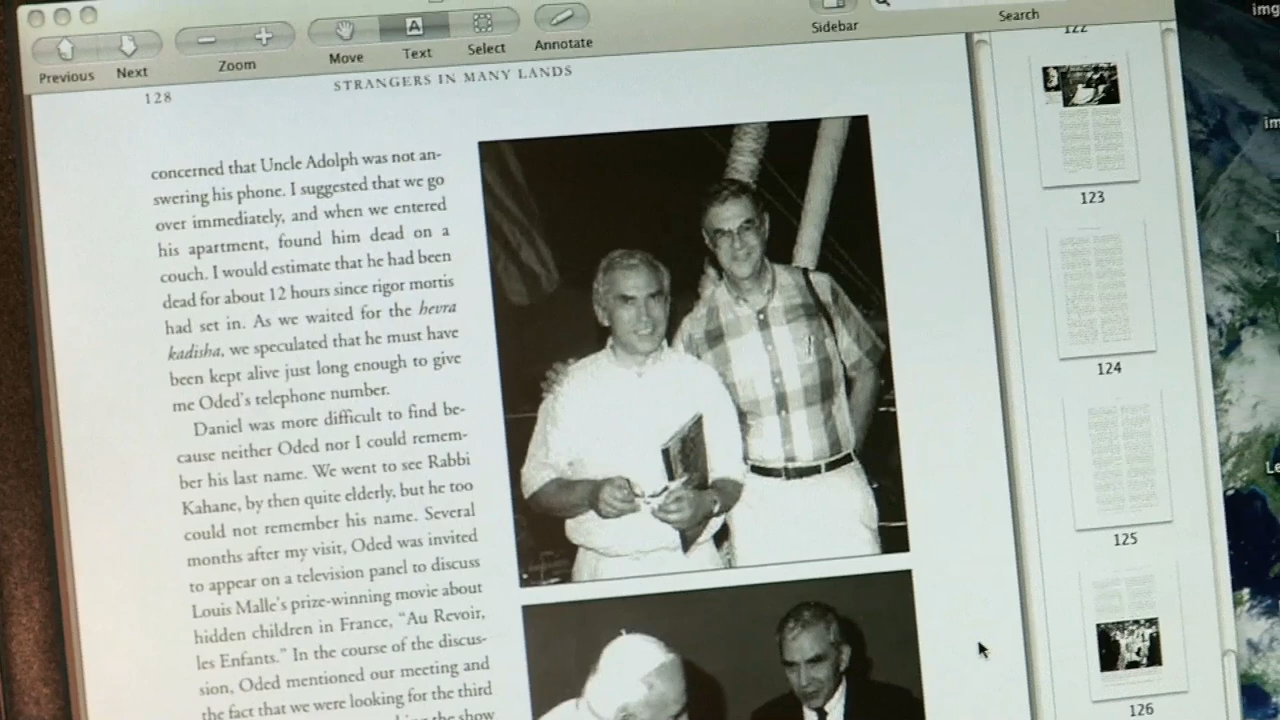 Previous
Next
Zoom
Move
A
Text
Select
Annotate
Sidebar
Search
img
128
STRANGERS IN MANY LANDS
concerned that Uncle Adolph was not an-
swering his phone. I suggested that we go
over immediately, and when we entered
his apartment, found him dead on a
couch. I would estimate that he had been
dead for about 12 hours since rigor mortis
had set in. As we waited for the hevra
kadisha, we speculated that he must have
been kept alive just long enough to give
me Oded's telephone number.
Daniel was more difficult to find be-
cause neither Oded nor I could remem-
ber his last name. We went to see Rabbi
Kahane, by then quite elderly, but he too
could not remember his name. Several
months after my visit, Oded was invited
to appear on a television panel to discuss
Louis Malle's prize-winning movie about
hidden children in France, "Au Revoir,
les Enfants." In the course of the discus-
sion, Oded mentioned our meeting and
the fact that we were looking for the third
the show
122
123
124
125
126